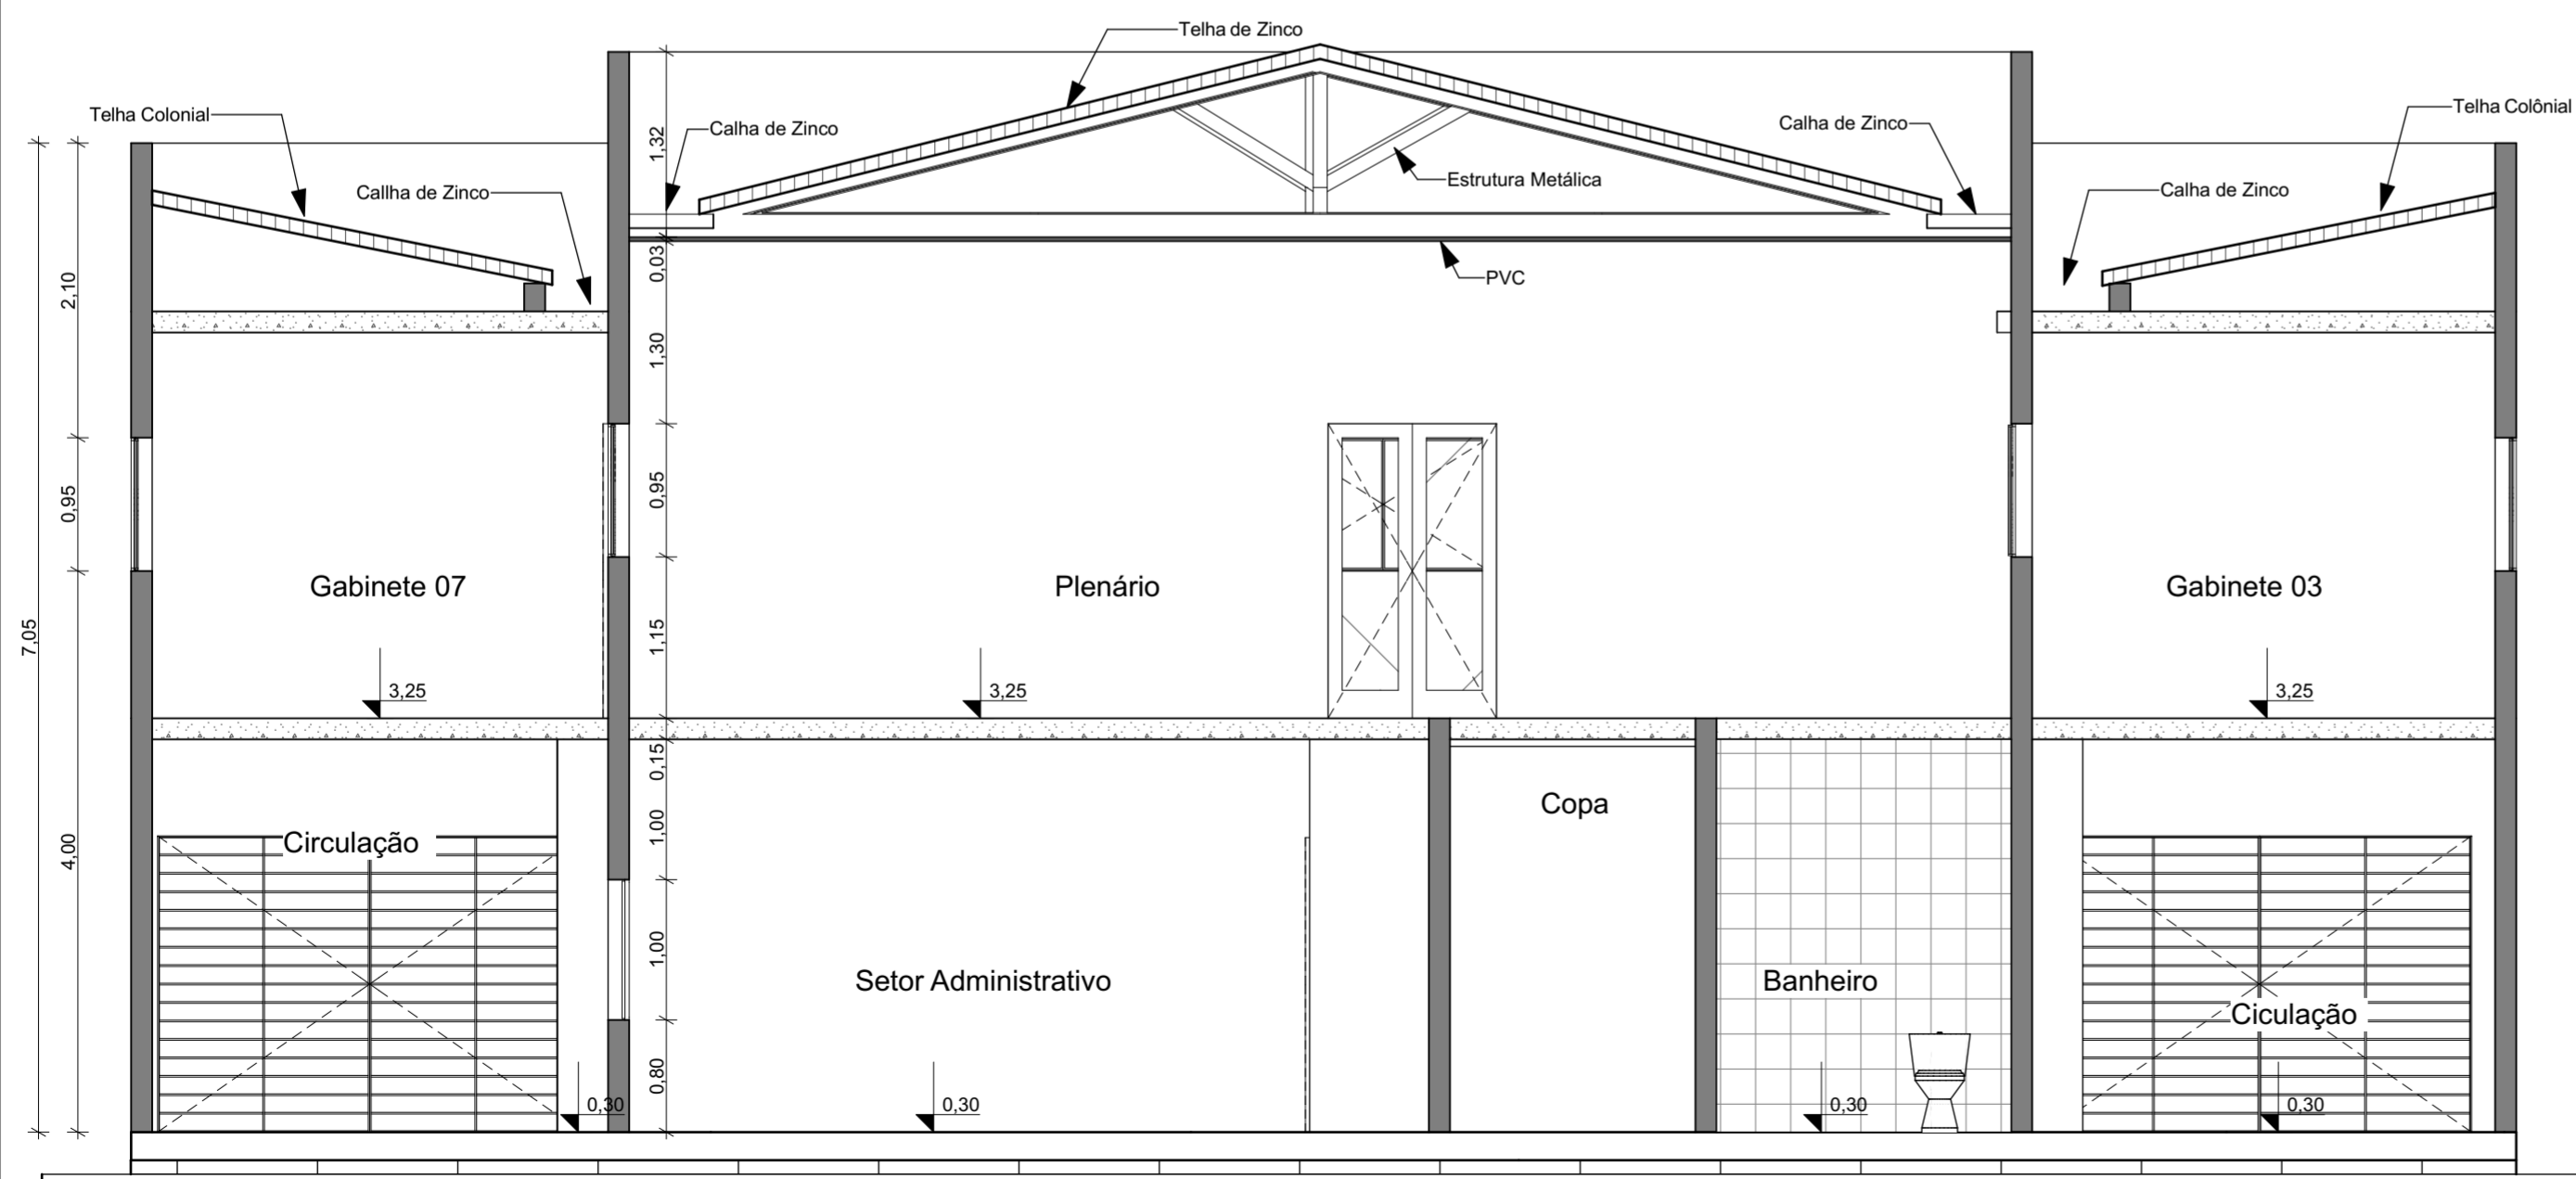 Telha de Zinco
Telha Colonial
Calha de Zinco
Calha de Zinco
Telha Colônial
Callha de Zinco
Estrutura Metálica
Calha de Zinco
PVC
1,32
0,03
1,30
0,95
1,15
0,15
1,00
1,00
0,80
2,10
0,95
4,00
7,05
Gabinete 07
Plenário
Gabinete 03
3,25
3,25
3,25
Circulação
Copa
Setor Administrativo
Banheiro
Ciculação
0,30
0,30
0,30
0,30